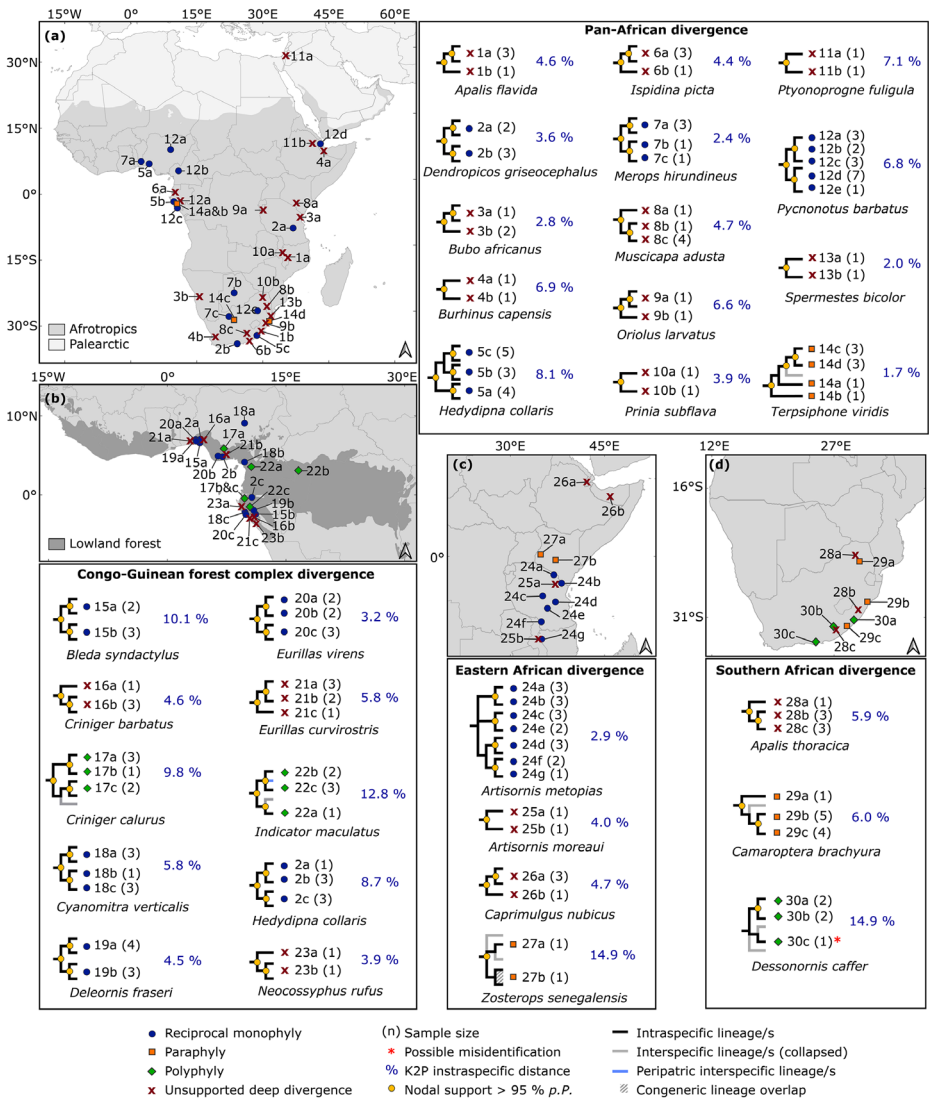 15°W 0° 15°E 30°E 45°E 60°E
(a)
30°N
15°N
0°
15°S
30°S
11a
12d
11b
4a
12a
7a
5a
12b
6a
5b
12a
14a&b
12c
9a
8a
3a
2a
10a
1a
3b
7b
10b
8b
14c
13b
7c
12e
14d
8c
9b
4b
1b
2b
6b
5c
Afrotropics
Palearctic
Pan-African divergence
1a (3)
1b (1)
4.6 %
Apalis flavida
6a (3)
6b (1)
4.4 %
Ispidina picta
11a (1)
11b (1)
7.1 %
Ptyonoprogne fuligula
2a (2)
2b (3)
3.6 %
Dendropicos griseocephalus
7a (3)
7b (1)
7c (1)
2.4 %
Merops hirundineus
12a (3)
12b (2)
12c (3)
12d (7)
12e (1)
6.8 %
Pycnonotus barbatus
3a (1)
3b (2)
2.8 %
Bubo africanus
8a (1)
8b (1)
8c (4)
4.7 %
Muscicapa adusta
4a (1)
4b (1)
6.9 %
Burhinus capensis
9a (1)
9b (1)
6.6 %
Oriolus larvatus
13a (1)
13b (1)
2.0 %
Spermestes bicolor
5c (5)
5b (3)
5a (4)
8.1 %
Hedydipna collaris
10a (1)
10b (1)
3.9 %
Prinia subflava
14c (3)
14d (3)
14a (1)
14b (1)
1.7 %
Terpsiphone viridis
15°W 0° 15°E 30°E
(b)
10°N
0°
18a
20a
2a
16a
17a
21a
21b
19a
18b
15a
22a
22b
20b
2b
2c
17b&c
22c
23a
19b
18c
15b
16b
20c
23b
21c
Lowland forest
Congo-Guinean forest complex divergence
15a (2)
15b (3)
10.1 %
Bleda syndactylus
20a (2)
20b (2)
20c (3)
3.2 %
Eurillas virens
16a (1)
16b (3)
4.6 %
Criniger barbatus
21a (3)
21b (2)
21c (1)
5.8 %
Eurillas curvirostris
17a (3)
17b (1)
17c (2)
9.8 %
Criniger calurus
22b (2)
22c (3)
22a (1)
12.8 %
Indicator maculatus
18a (3)
18b (1)
18c (3)
5.8 %
Cyanomitra verticalis
2a (1)
2b (3)
2c (3)
8.7 %
Hedydipna collaris
19a (4)
19b (3)
4.5 %
Deleornis fraseri
23a (1)
23b (1)
3.9 %
Neocossyphus rufus
30°E 45°E
(c)
0°
26a
26b
27a
27b
24a
25a
24b
24c
24d
24e
24f
25b
24g
Eastern African divergence
24a (3)
24b (3)
24c (3)
24e (2)
24d (3)
24f (2)
24g (1)
2.9 %
Artisornis metopias
25a (1)
25b (1)
4.0 %
Artisornis moreaui
26a (3)
26b (1)
4.7 %
Caprimulgus nubicus
27a (1)
27b (1)
14.9 %
Zosterops senegalensis
12°E 27°E
(d)
16°S
31°S
28a
29a
28b
29b
30b
30a
30c
29c
28c
Southern African divergence
28a (1)
28b (3)
28c (3)
5.9 %
Apalis thoracica
29a (1)
29b (5)
29c (4)
6.0 %
Camaroptera brachyura
30a (2)
30b (2)
30c (1)*
14.9 %
Dessonornis caffer
Reciprocal monophyly
Paraphyly
Polyphyly
x Unsupported deep divergence
(n) Sample size
* Possible misidentification
% K2P instraspecific distance
Nodal support > 95 % p.P.
Intraspecific lineage/s
Interspecific lineage/s (collapsed)
Peripatric interspecific lineage/s
Congeneric lineage overlap